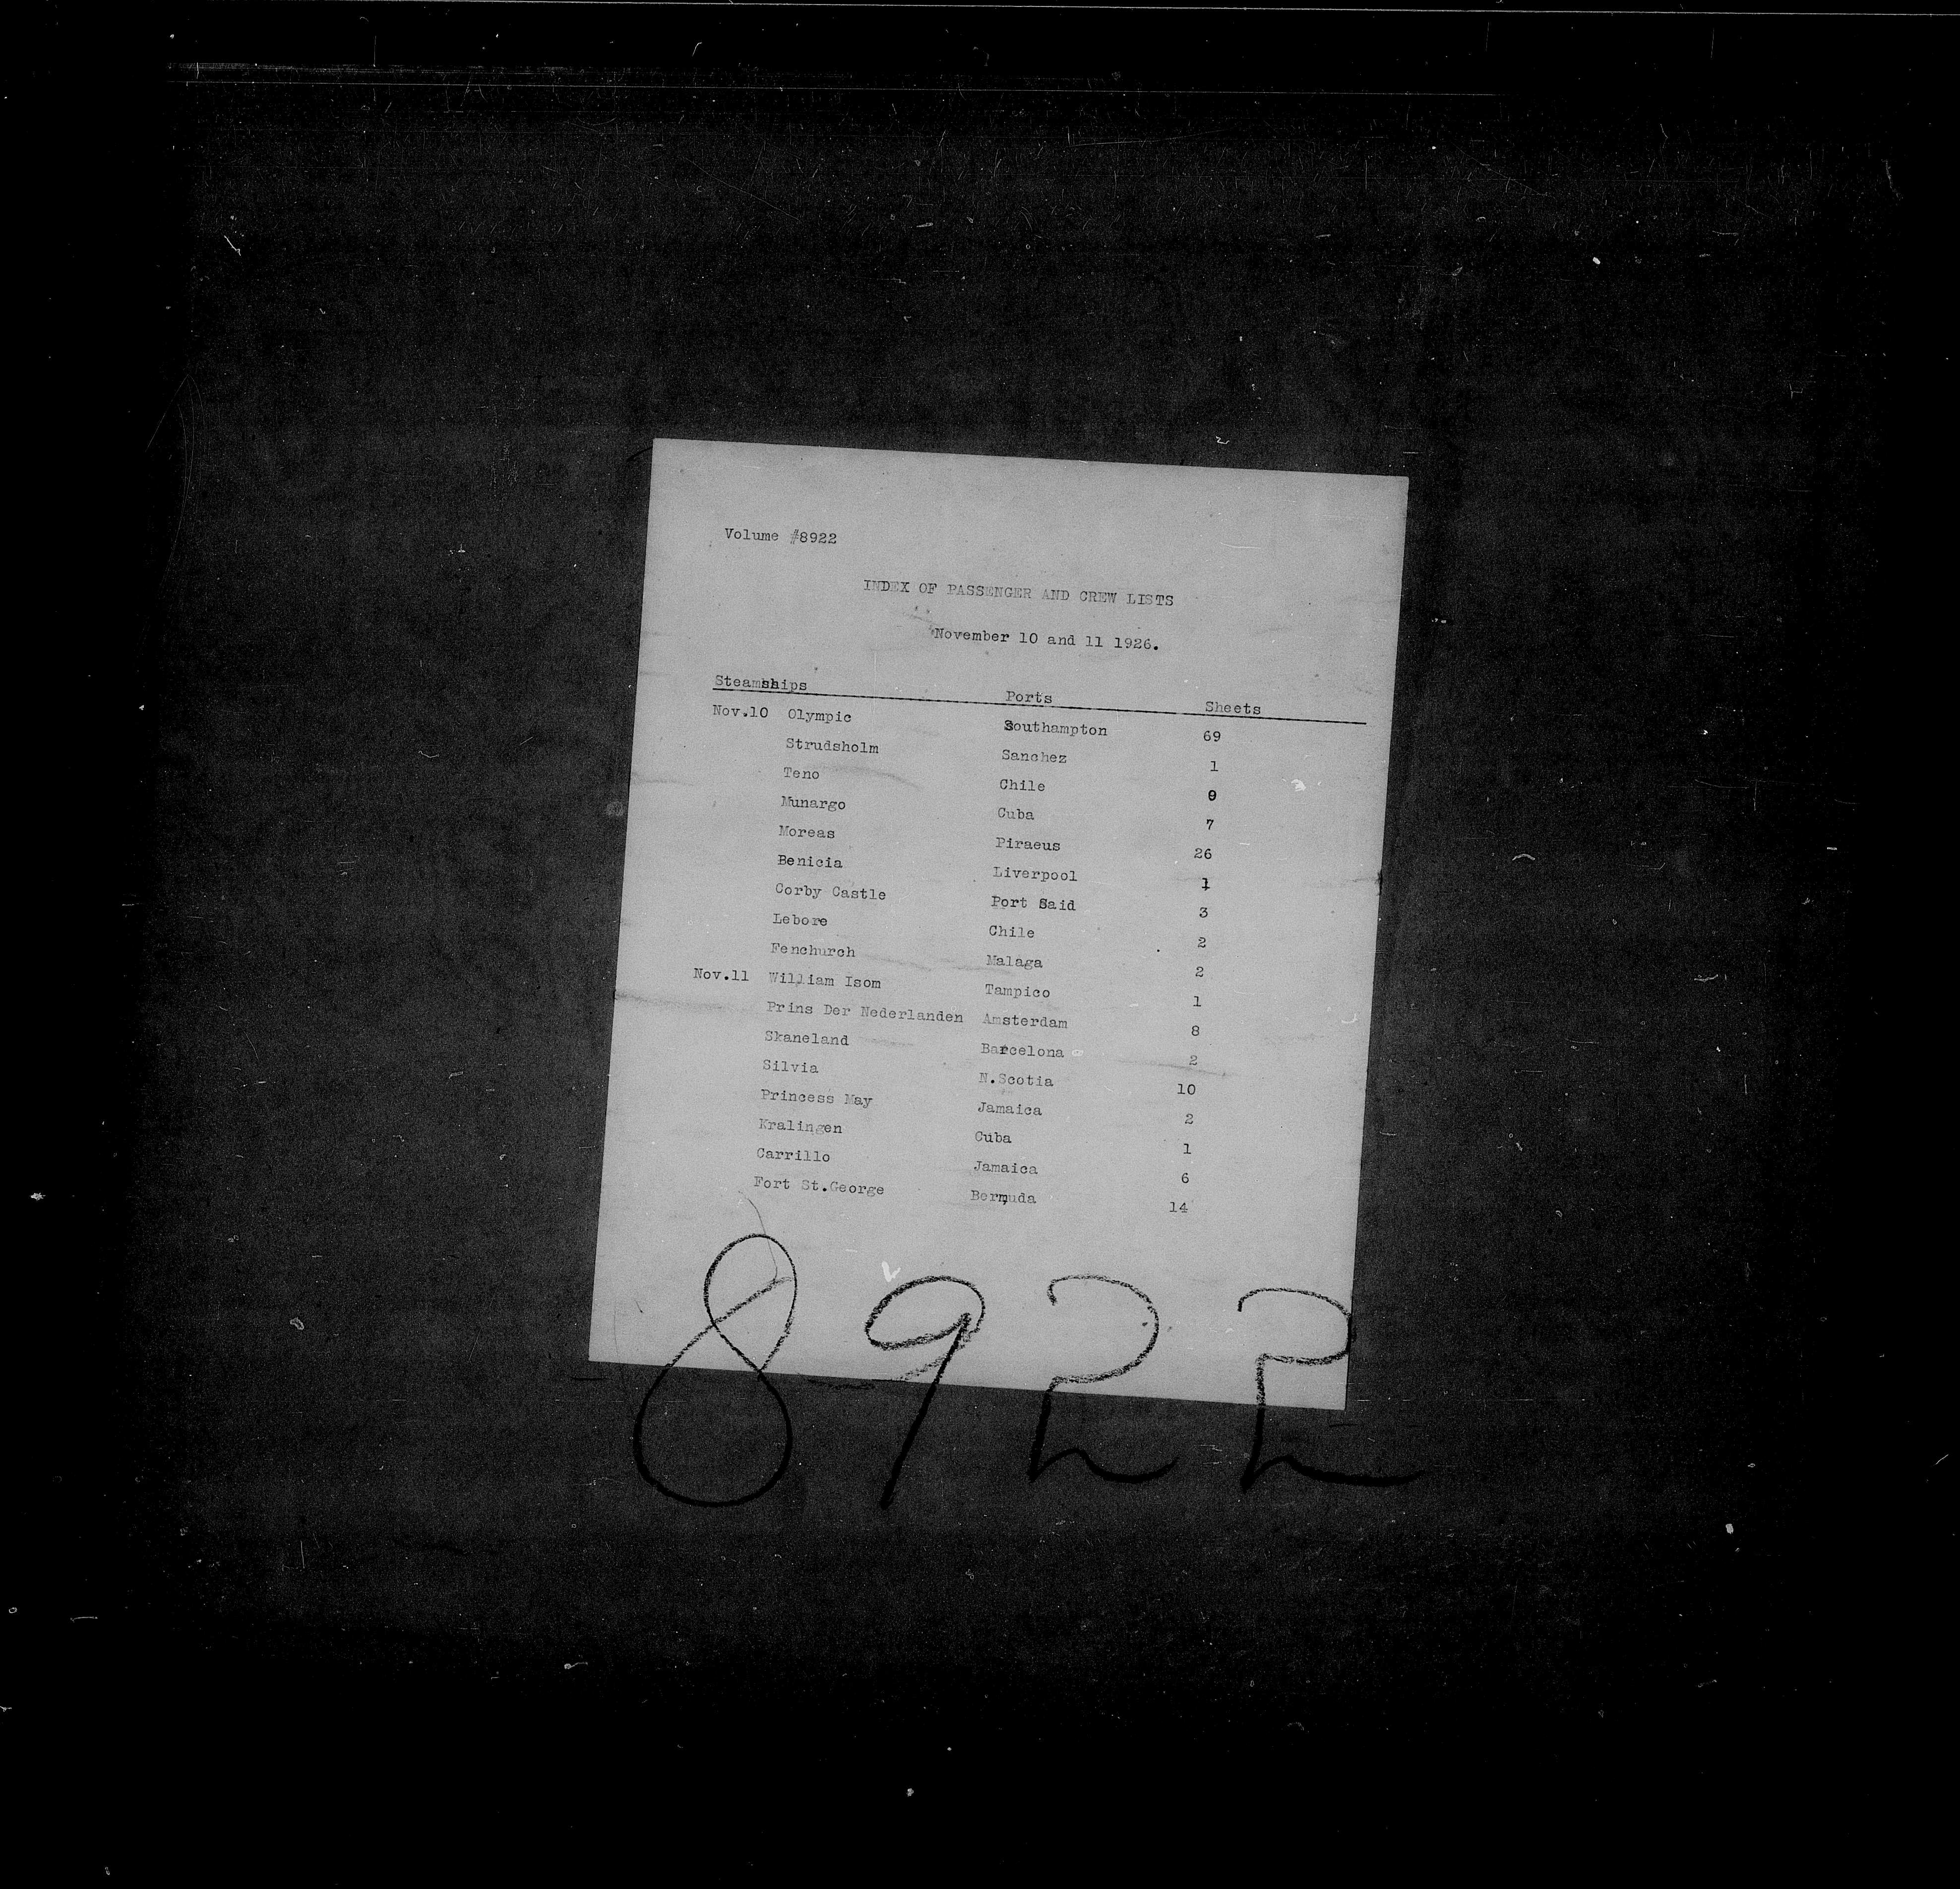 Volume #8922
INDEX OF PASSENGER AND CREW LISTS
November 10 and 11 1926.
Steamships Ports Sheets
Nov.10 Olympic Southampton 69
Strudsholm Sanchez 1
Teno Chile 0
Munargo Cuba 7
Moreas Piraeus 26
Benicia Liverpool 1
Corby Castle Port Said 3
Lebore Chile 2
Fenchurch Malaga 2
Nov.11 William Isom Tampico 1
Prins Der Nederlanden Amsterdam 8
Skaneland Barcelona 2
Silvia N.Scotia 10
Princess May Jamaica 2
Kralingen Cuba 1
Carrillo Jamaica 6
Fort St.George Bermuda 14
8922